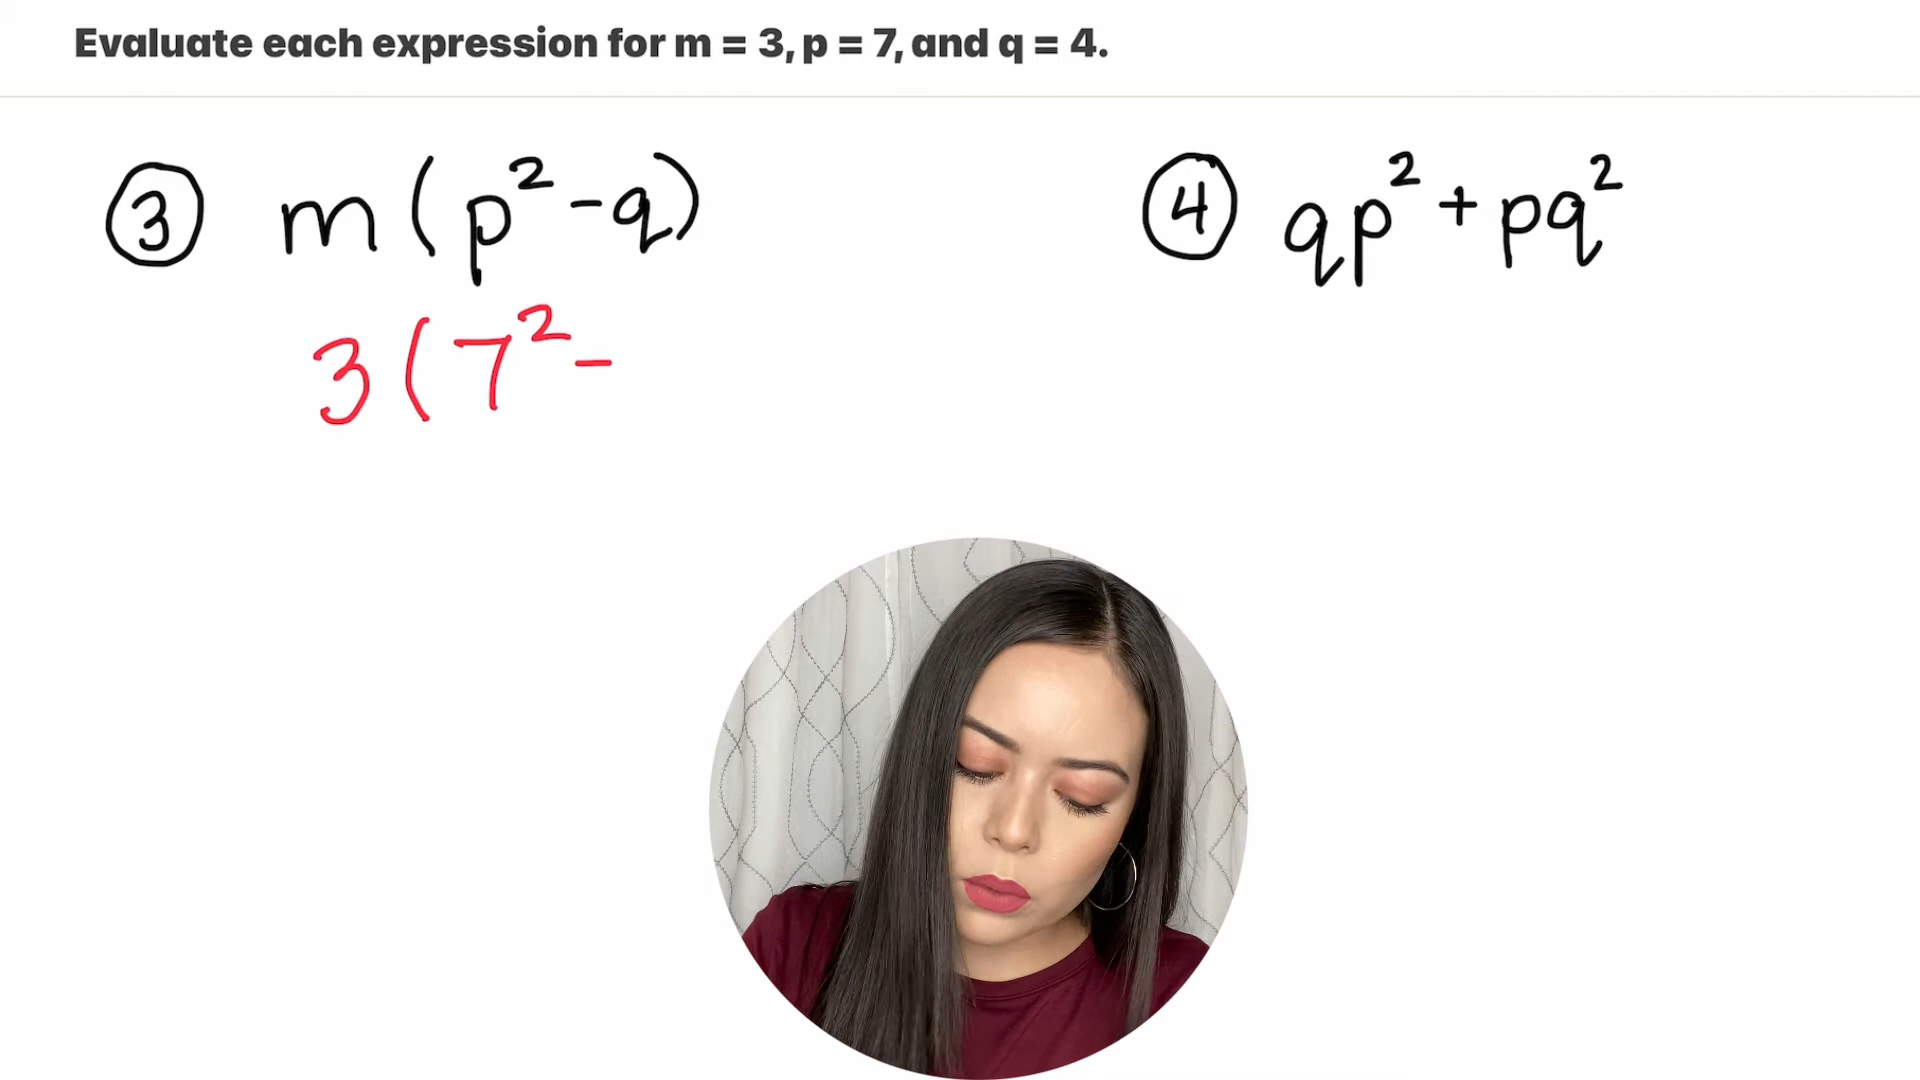 Evaluate each expression for m = 3, p = 7, and q = 4.
③ m(p²-q)
3(7²-
④ qp²+pq²